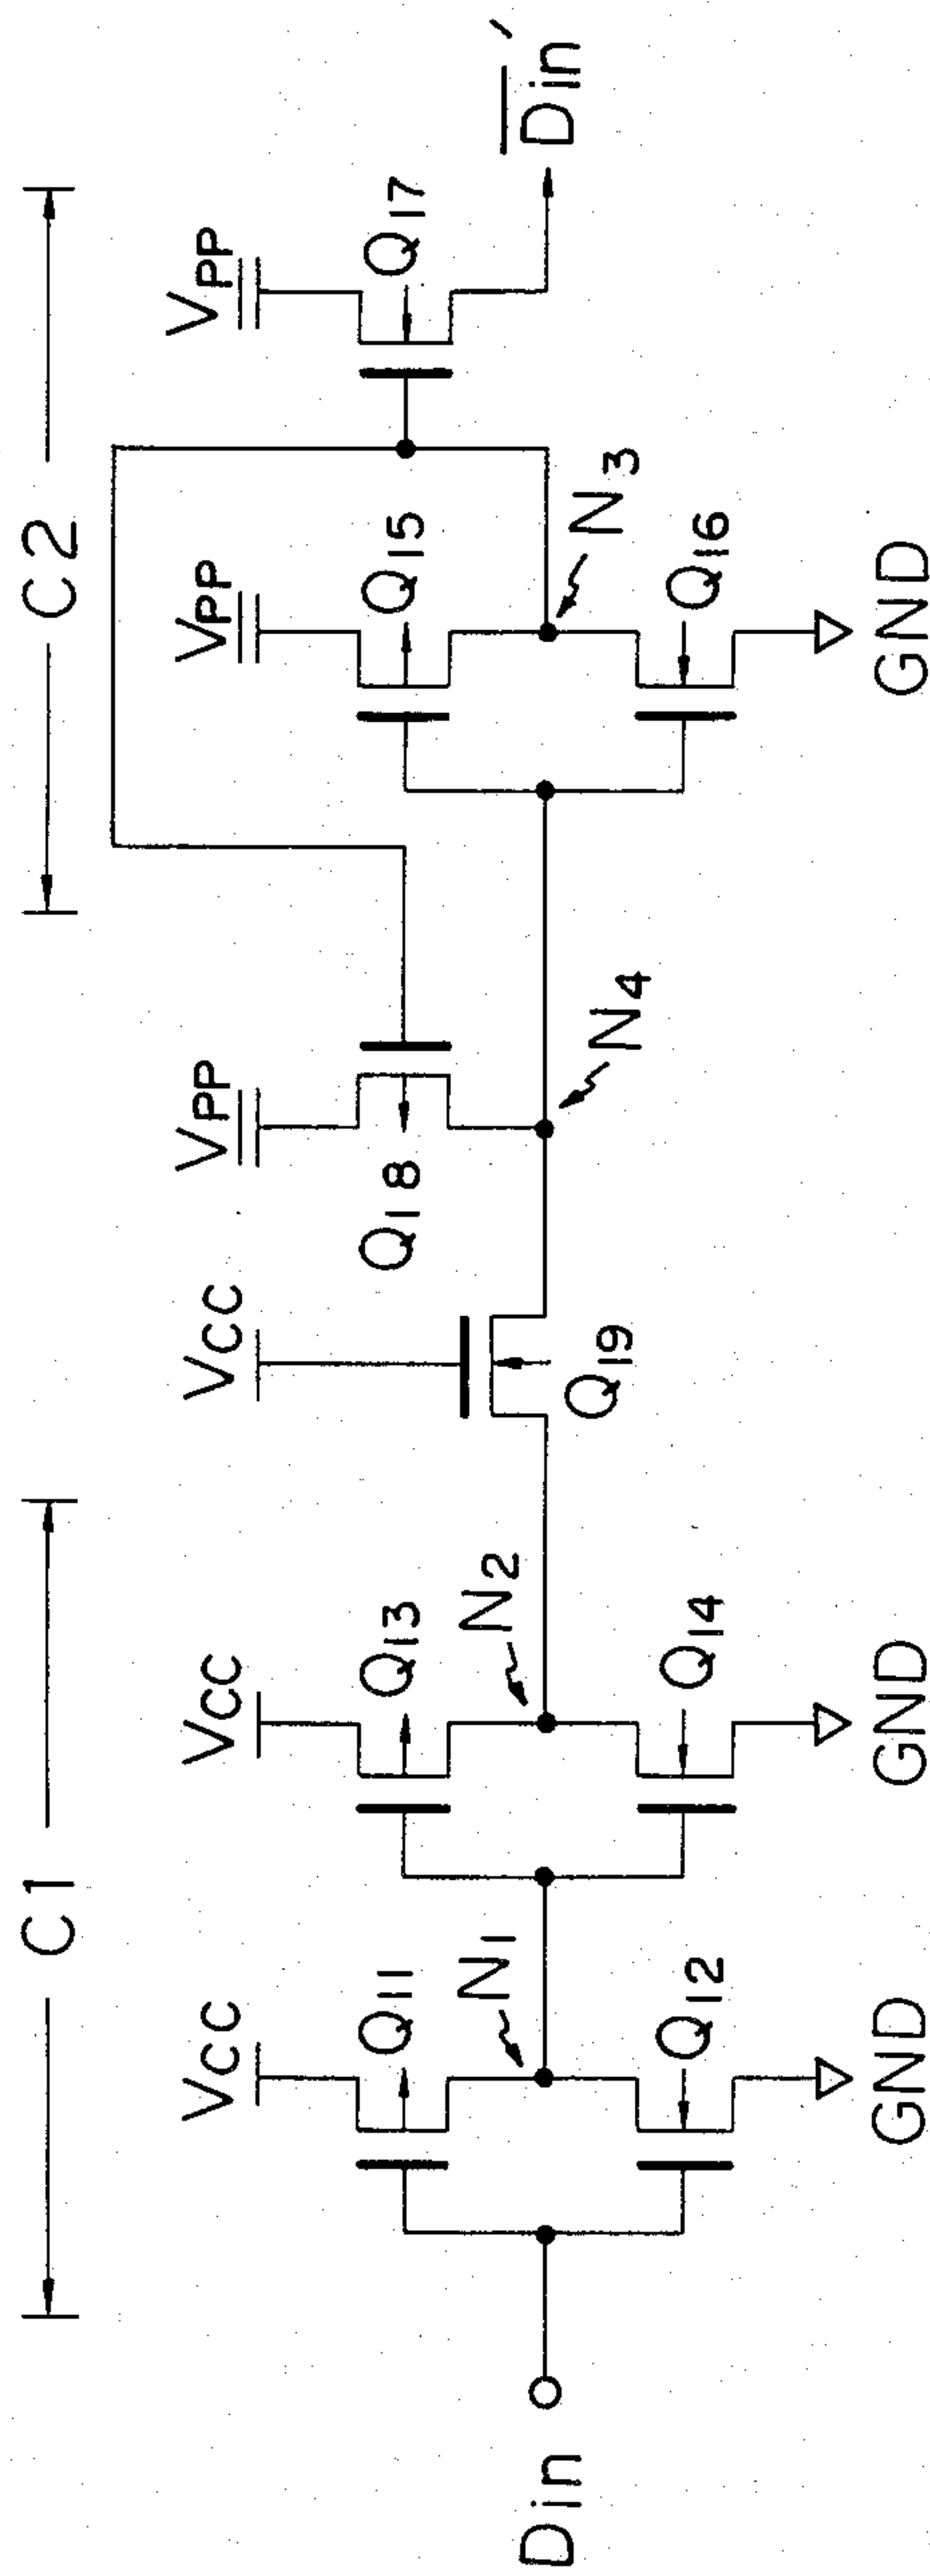 C1
C2
VCC
VCC
VCC
VPP
VPP
VPP
Q11
Q13
Q18
Q15
Q17
N1
N2
N4
N3
Din
Q19
D̅i̅n̅′
Q12
Q14
Q16
GND
GND
GND